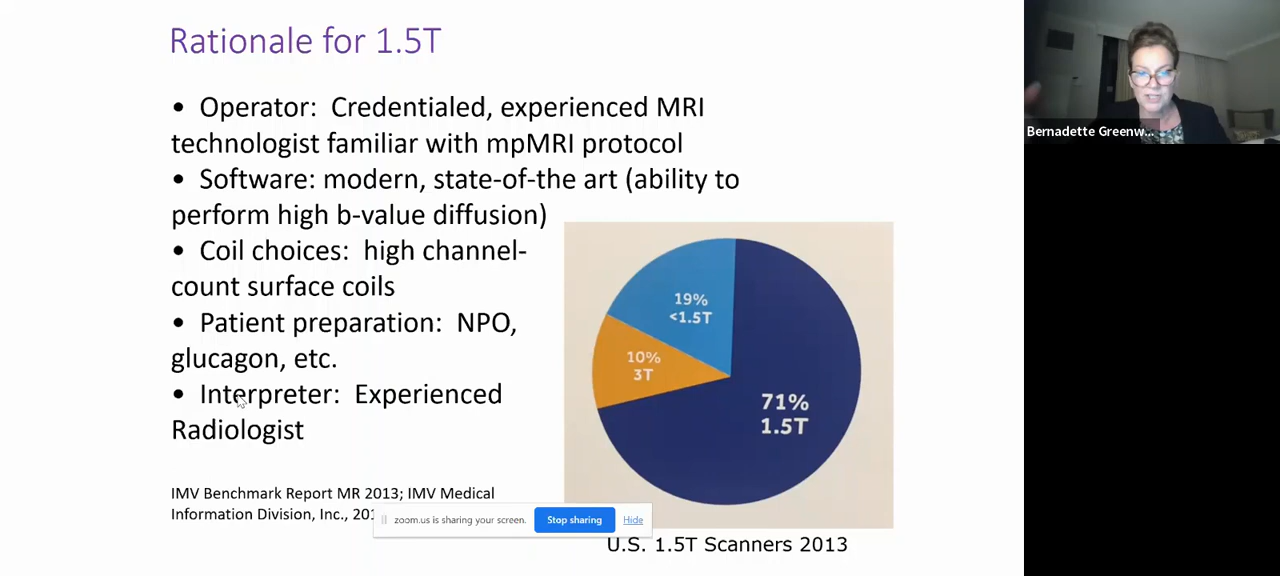 Rationale for 1.5T
• Operator: Credentialed, experienced MRI
technologist familiar with mpMRI protocol
• Software: modern, state-of-the art (ability to
perform high b-value diffusion)
• Coil choices: high channel-
count surface coils
• Patient preparation: NPO,
glucagon, etc.
• Interpreter: Experienced
Radiologist
IMV Benchmark Report MR 2013; IMV Medical
Information Division, Inc.,
19%
<1.5T
10%
3T
71%
1.5T
U.S. 1.5T Scanners 2013
zoom.us is sharing your screen.
Stop sharing
Hide
Bernadette Greenw...